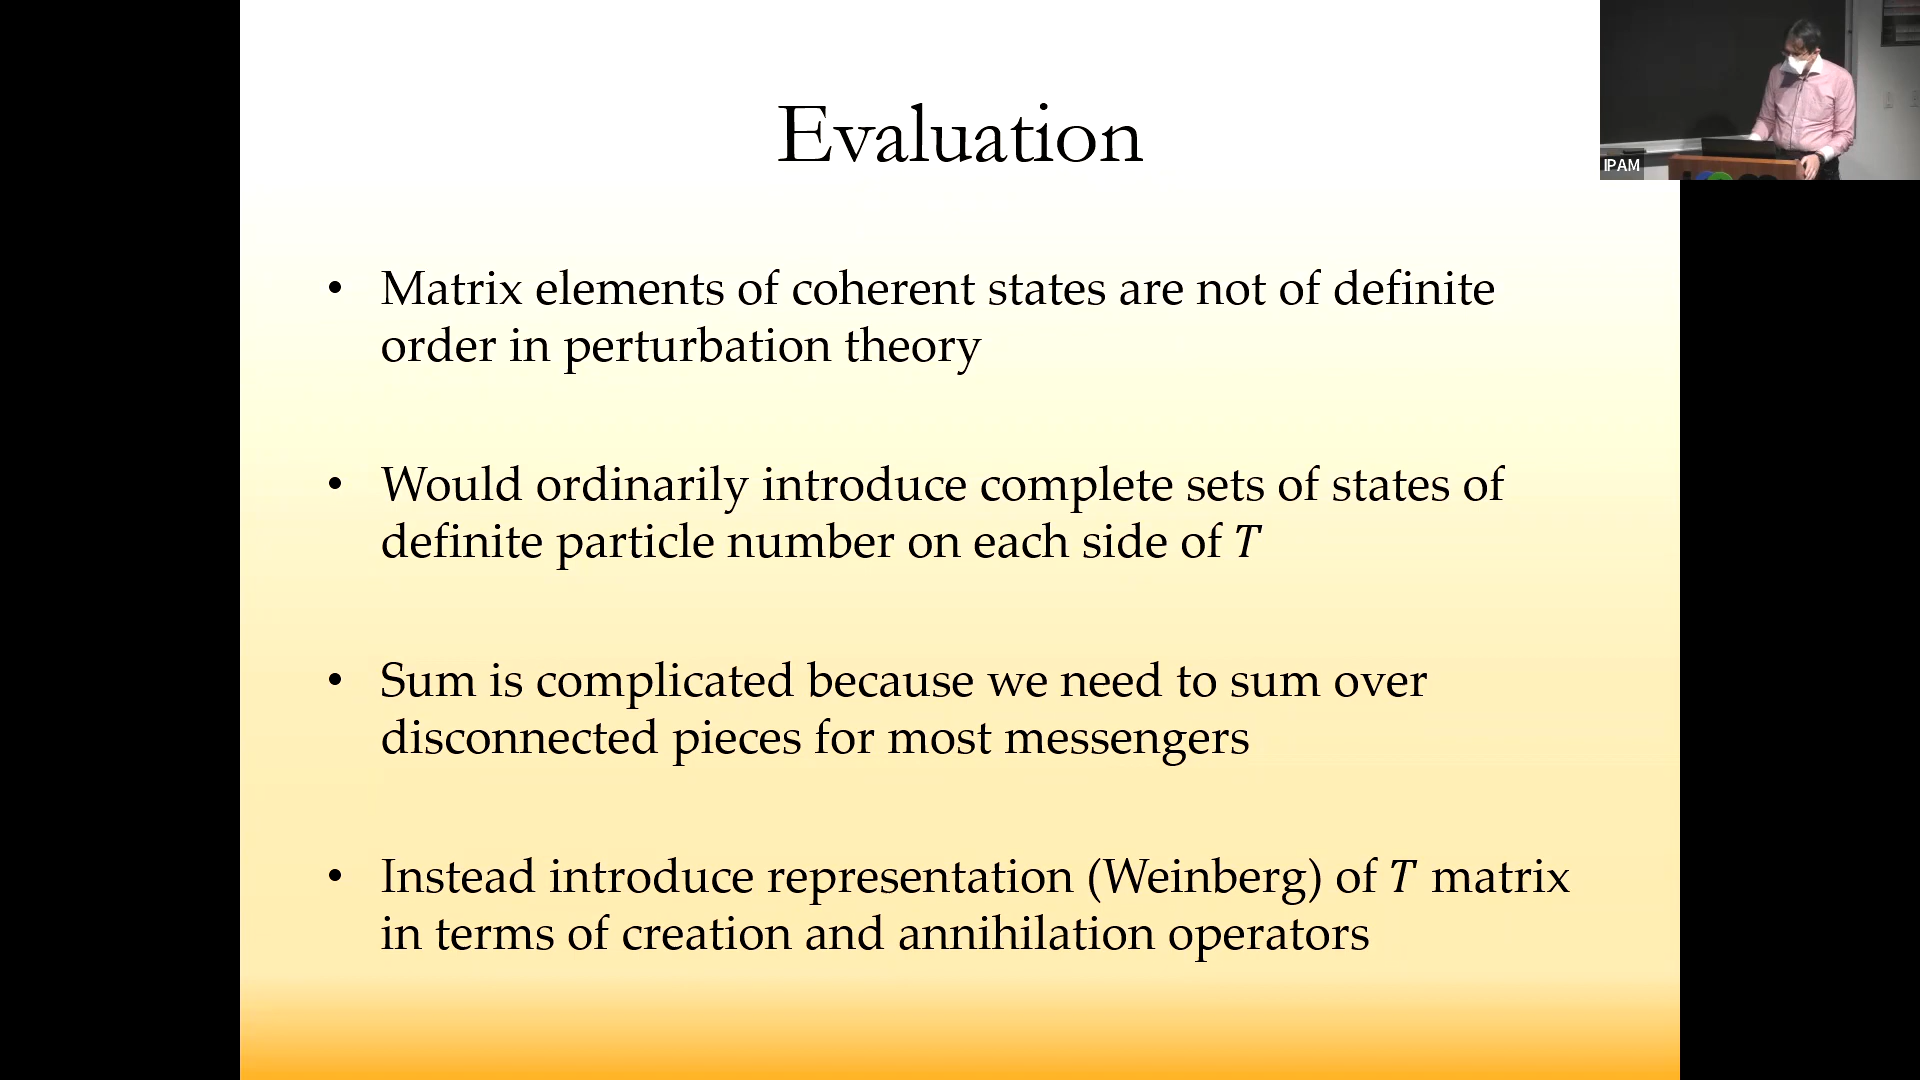 Evaluation
IPAM
• Matrix elements of coherent states are not of definite
order in perturbation theory
• Would ordinarily introduce complete sets of states of
definite particle number on each side of T
• Sum is complicated because we need to sum over
disconnected pieces for most messengers
• Instead introduce representation (Weinberg) of T matrix
in terms of creation and annihilation operators